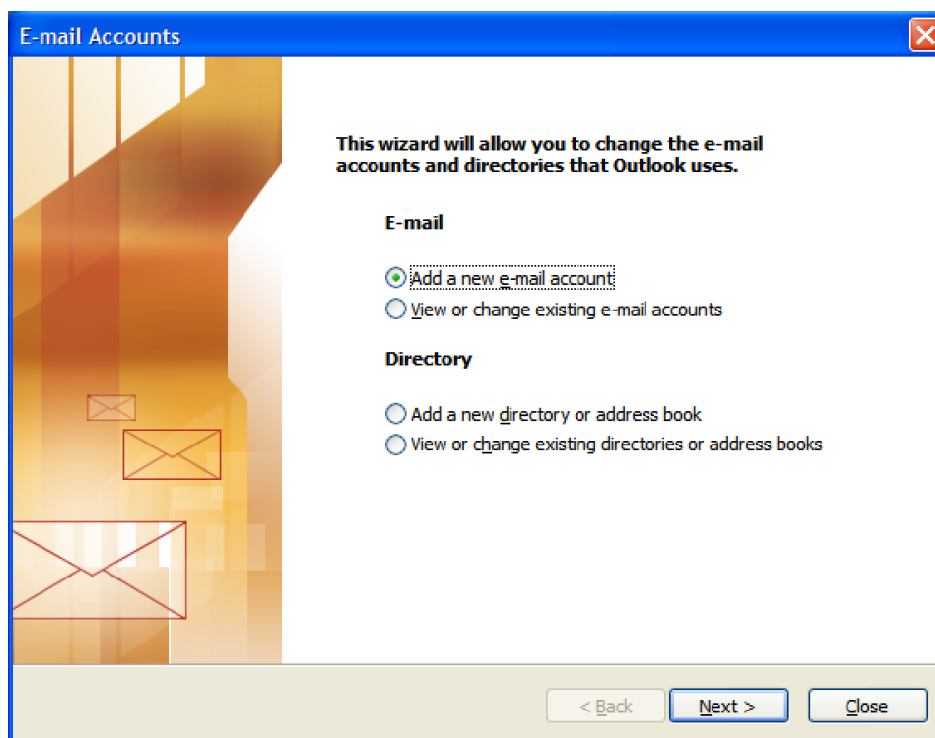 E-mail Accounts
This wizard will allow you to change the e-mail
accounts and directories that Outlook uses.
E-mail
Add a new e-mail account
View or change existing e-mail accounts
Directory
Add a new directory or address book
View or change existing directories or address books
< Back Next > Close